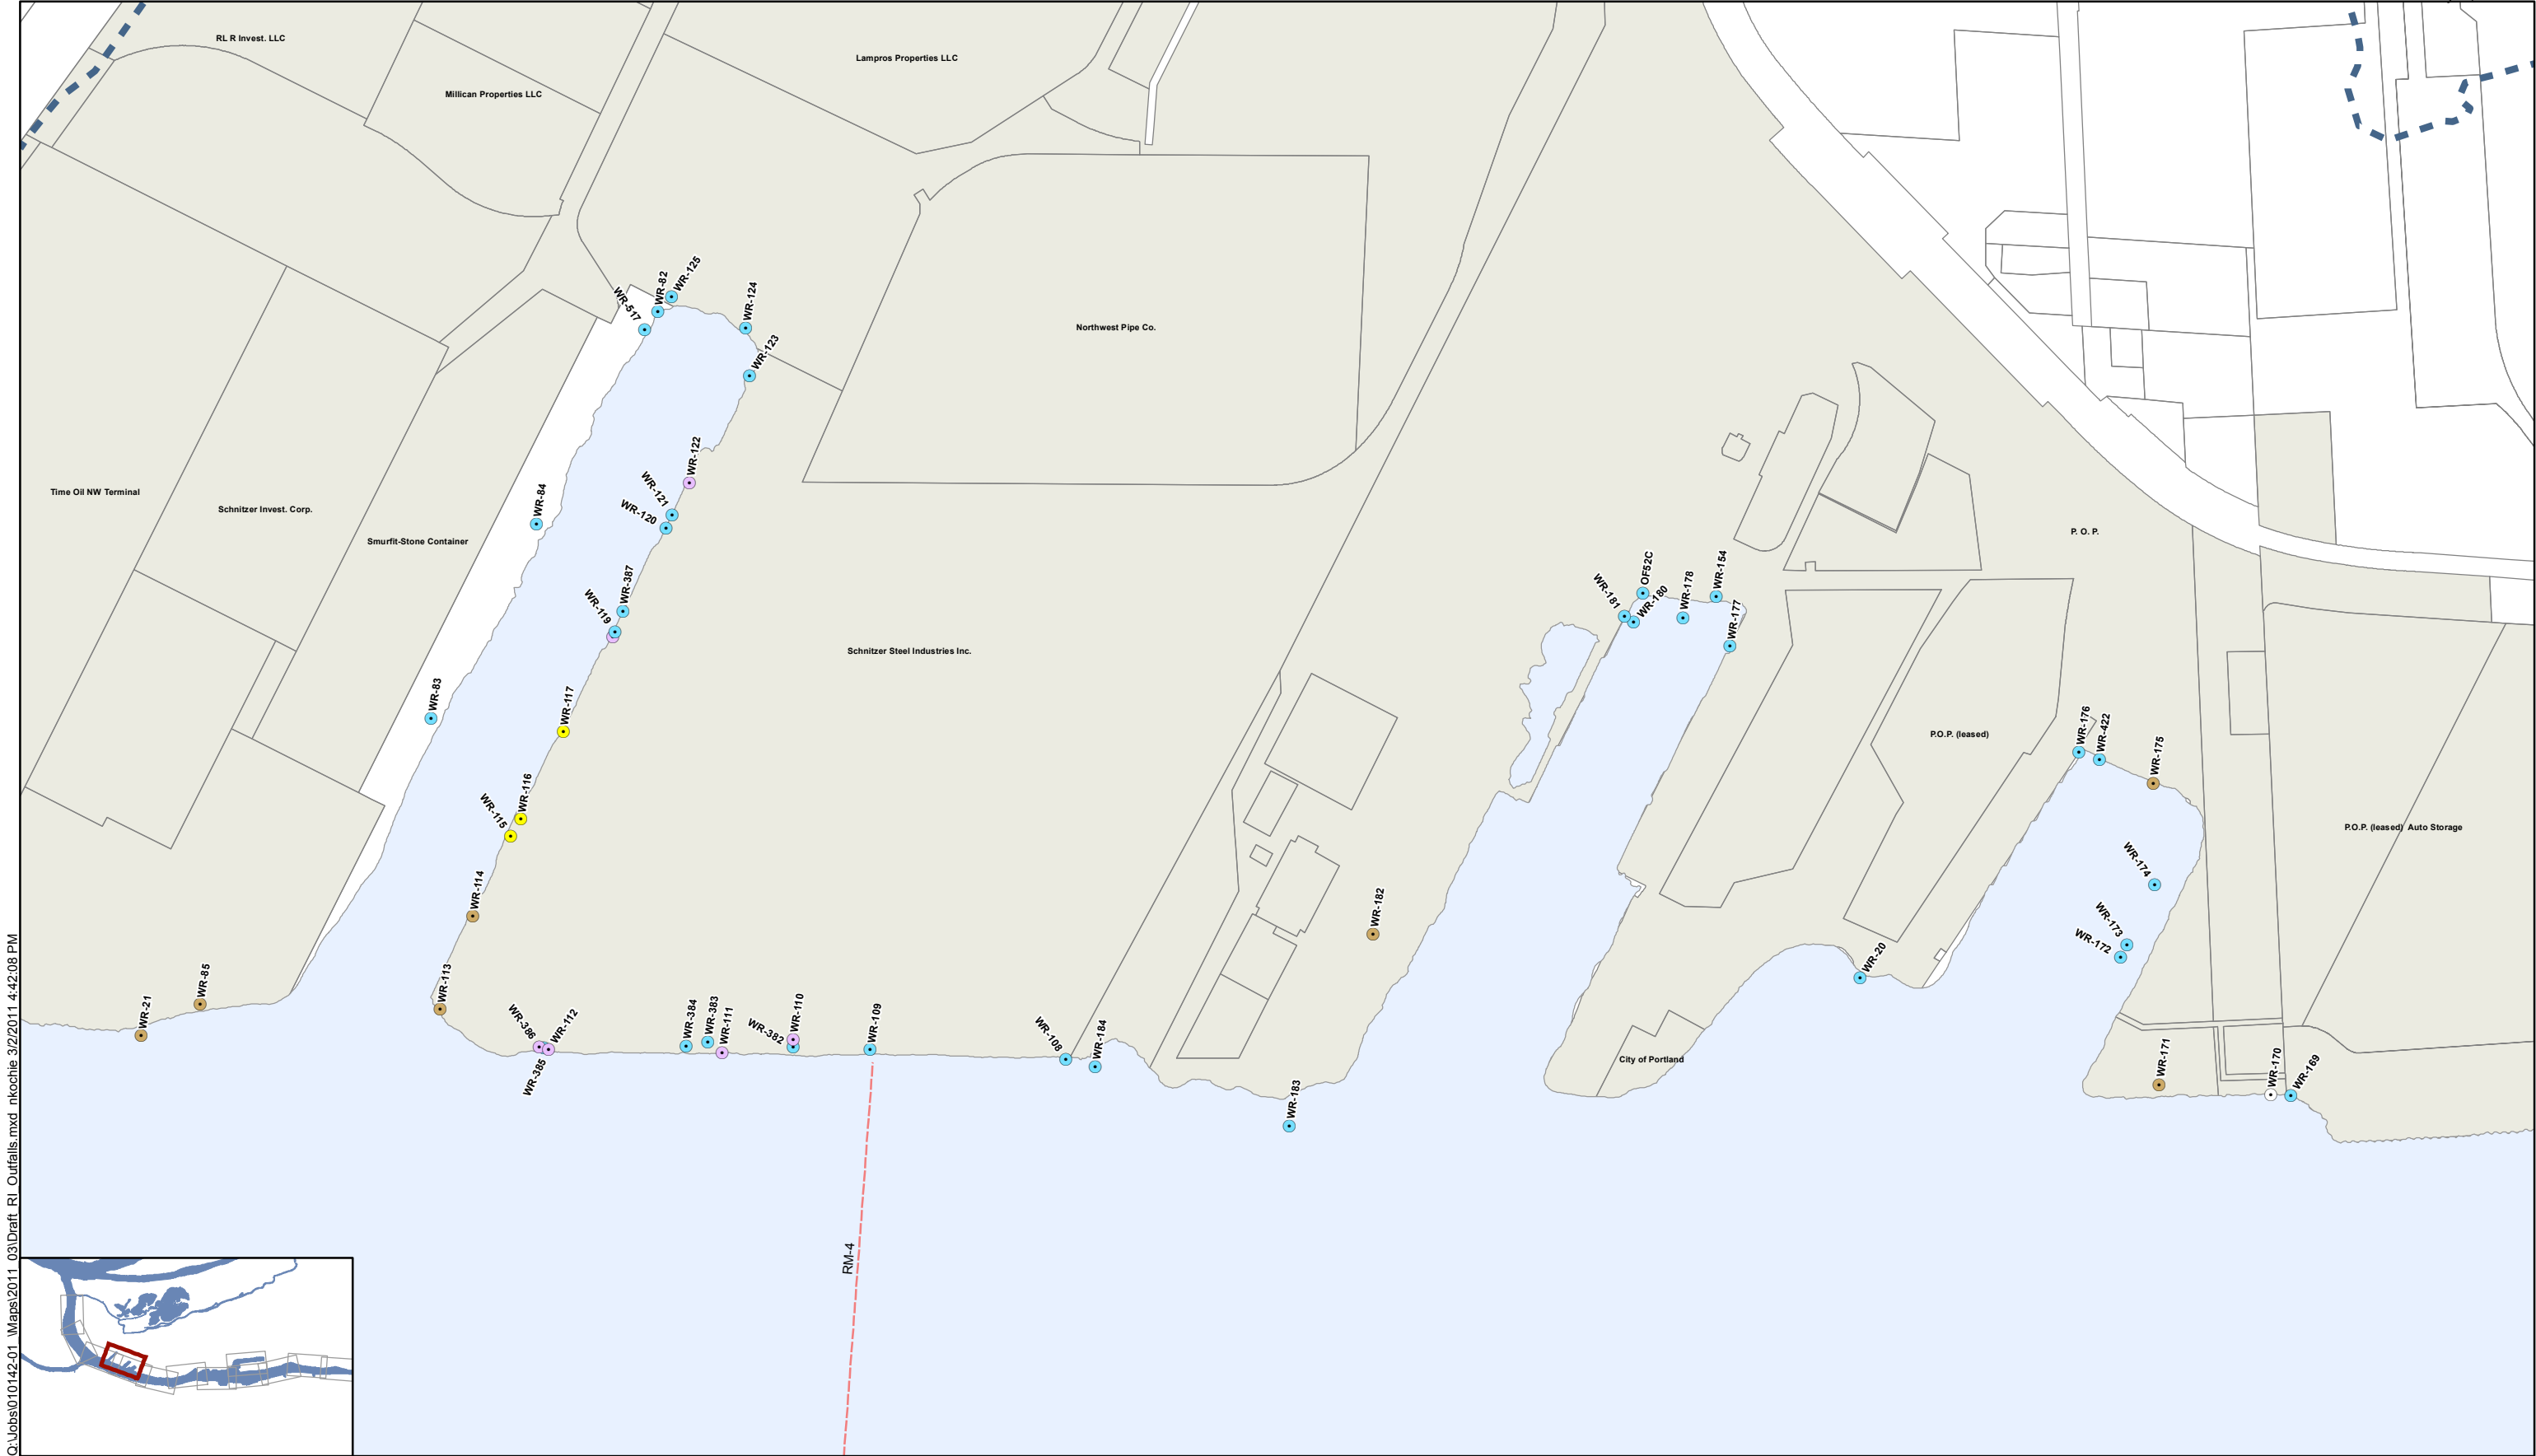 RL R Invest. LLC
Millican Properties LLC
Lampros Properties LLC
WR-517
WR-82
WR-125
WR-124
WR-123
Northwest Pipe Co.
WR-122
WR-121
WR-120
Time Oil NW Terminal
Schnitzer Invest. Corp.
Smurfit-Stone Container
WR-84
WR-387
WR-119
P. O. P.
WR-181
OF52C
WR-180
WR-178
WR-154
WR-177
Schnitzer Steel Industries Inc.
WR-83
WR-117
P.O.P. (leased)
WR-176
WR-422
WR-175
WR-116
WR-115
P.O.P. (leased) Auto Storage
WR-174
WR-114
WR-182
WR-173
WR-172
WR-20
WR-85
WR-21
WR-113
WR-386
WR-112
WR-385
WR-384
WR-383
WR-111
WR-382
WR-110
WR-109
WR-108
WR-184
City of Portland
WR-171
WR-170
WR-169
WR-183
RM-4
Q:\Jobs\010142-01 \Maps\2011 03\Draft RI Outfalls.mxd nkochie 3/2/2011 4:42:08 PM